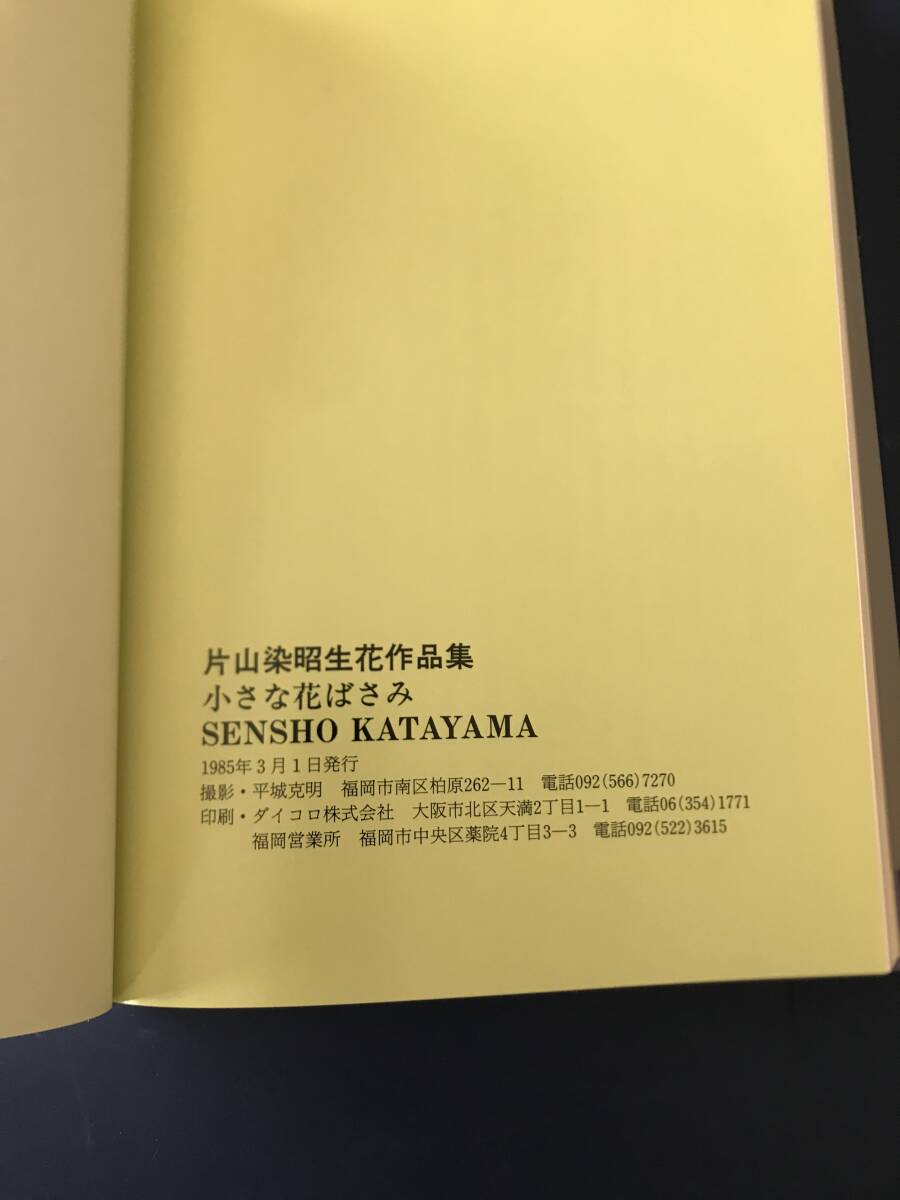 片山染昭生花作品集
小さな花ばさみ
SENSHO KATAYAMA
1985年3月1日発行
撮影・平城克明　福岡市南区柏原262―11　電話092(566)7270
印刷・ダイコロ株式会社　大阪市北区天満2丁目1―1　電話06(354)1771
福岡営業所　福岡市中央区薬院4丁目3―3　電話092(522)3615